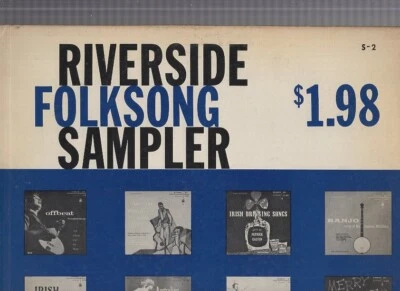 S-2
RIVERSIDE
FOLKSONG
SAMPLER
$1.98
offbeat
IRISH DRINKING SONGS
BANJO
IRISH